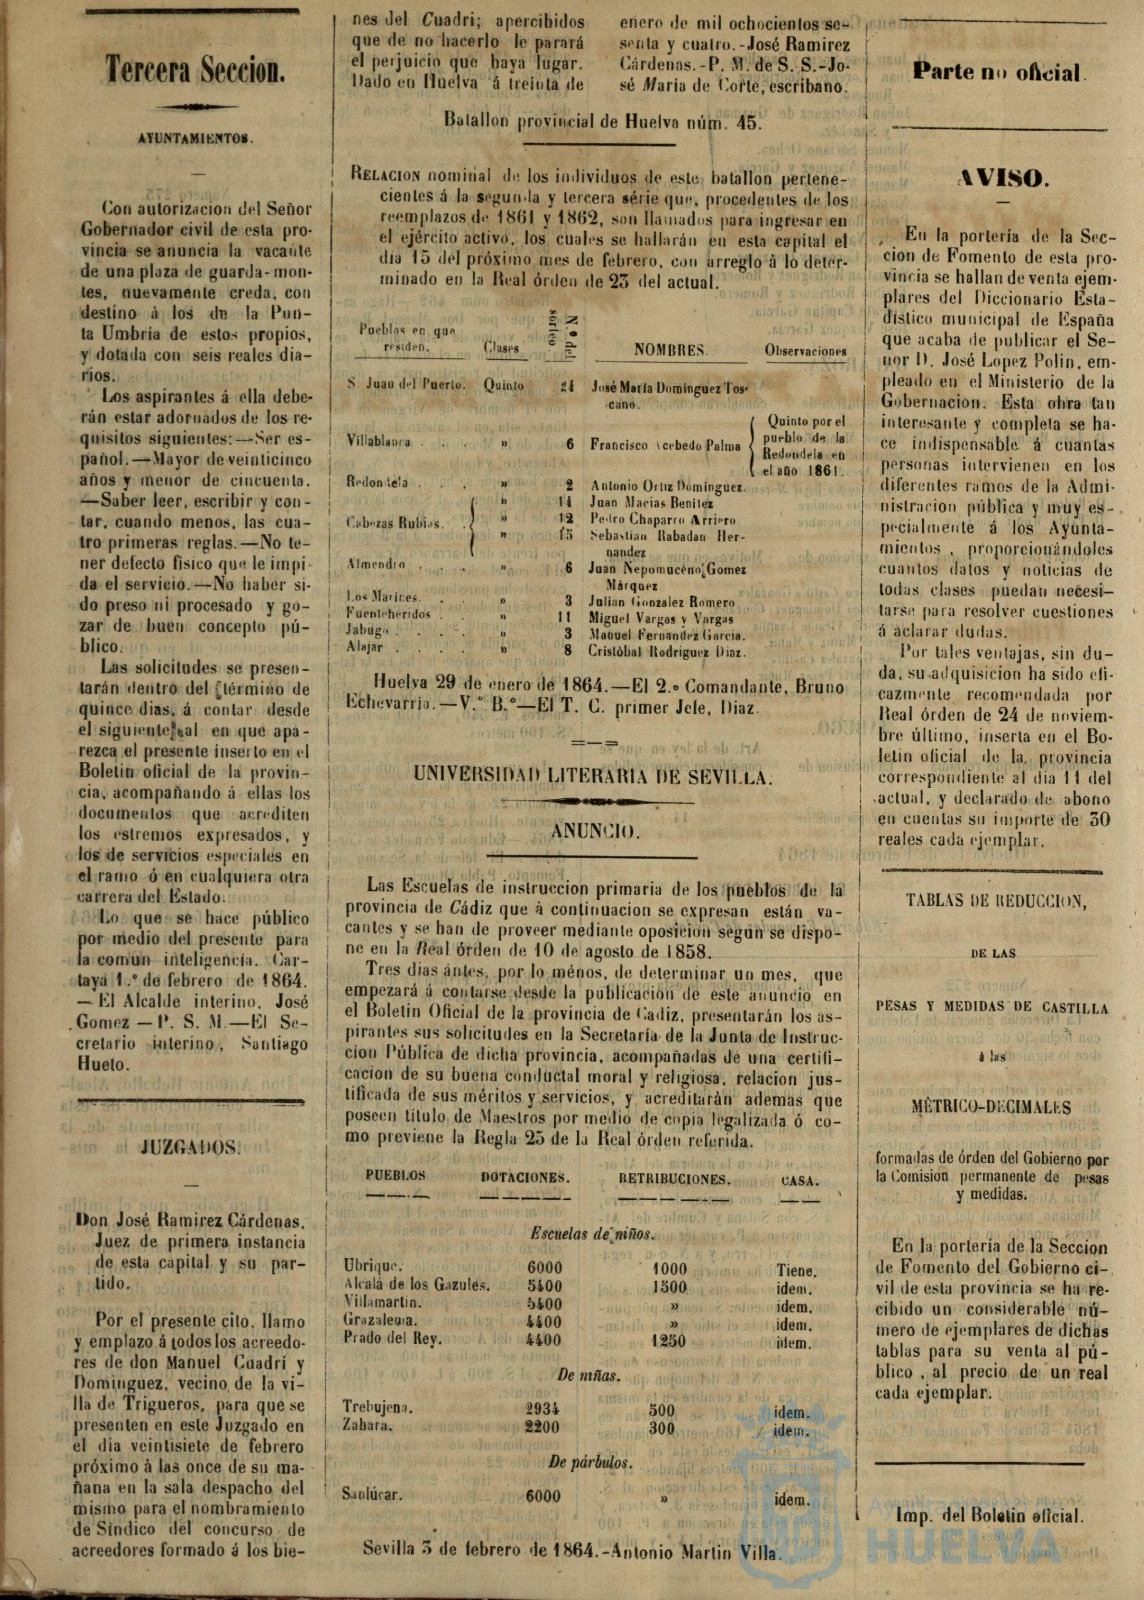 Tercera Seccion.
AYUNTAMIENTOS.
Con autorizacion del Señor
Gobernador civil de esta pro-
vincia se anuncia la vacante
de una plaza de guarda-mon-
tes, nuevamente creda, con
destino á los de la Pun-
ta Umbria de estos propios,
y dotada con seis reales dia-
rios.
Los aspirantes á ella debe-
rán estar adornados de los re-
quisitos siguientes:—Ser es-
pañol.—Mayor de veinticinco
años y menor de cincuenta.
—Saber leer, escribir y con-
tar, cuando menos, las cua-
tro primeras reglas.—No te-
ner defecto fisico que le impi-
da el servicio.—No haber si-
do preso ni procesado y go-
zar de buen concepto pú-
blico.
Las solicitudes se presen-
tarán dentro del término de
quince dias, á contar desde
el siguiente al en que apa-
rezca el presente inserto en el
Boletin oficial de la provin-
cia, acompañando á ellas los
documentos que acrediten
los estremos expresados, y
los de servicios especiales en
el ramo ó en cualquiera otra
carrera del Estado.
Lo que se hace público
por medio del presente para
la comun inteligencia. Car-
taya 1.º de febrero de 1864.
— El Alcalde interino, José
Gomez — P. S. M.—El Se-
cretario interino, Santiago
Hueto.
JUZGADOS.
Don José Ramirez Cárdenas,
Juez de primera instancia
de esta capital y su par-
tido.
Por el presente cito, llamo
y emplazo á todos los acreedo-
res de don Manuel Cuadri y
Dominguez, vecino de la vi-
lla de Trigueros, para que se
presenten en este Juzgado en
el dia veintisiete de febrero
próximo á las once de su ma-
ñana en la sala despacho del
mismo para el nombramiento
de Síndico del concurso de
acreedores formado á los bie-
nes del Cuadri; apercibidos
que de no hacerlo le parará
el perjuicio que haya lugar.
Dado en Huelva á treinta de
enero de mil ochocientos se-
senta y cuatro.-José Ramirez
Cárdenas.-P. M. de S. S.-Jo-
sé Maria de Corte, escribano.
Batallon provincial de Huelva núm. 45.
RELACION nominal de los individuos de este batallon pertene-
cientes á la segunda y tercera série que, procedentes de los
reemplazos de 1861 y 1862, son llamados para ingresar en
el ejército activo, los cuales se hallarán en esta capital el
dia 15 del próximo mes de febrero, con arreglo á lo deter-
minado en la Real órden de 23 del actual.
Pueblos en que residen. Clases N.º del sorteo NOMBRES. Observaciones
S. Juan del Puerto. Quinto 24 José María Dominguez Tos-
cano.
Villablanca . . . » 6 Francisco Acebedo Palma { Quinto por el
pueblo de la
Redondela en
el año 1861.
Redondela . . . » 2 Antonio Ortiz Dominguez.
» 14 Juan Macias Benitez
Cabezas Rubias. . { » 12 Pedro Chaparro Arriero
» 15 Sebastian Rabadan Her-
nandez
Almendro . . . » 6 Juan Nepomuceno Gomez
Márquez
Los Marines. . » 3 Julian Gonzalez Romero
Fuenteheridos . . » 11 Miguel Vargas y Vargas
Jabugo . . . . » 3 Manuel Fernandez Garcia.
Alajar . . . . » 8 Cristóbal Rodriguez Diaz.
Huelva 29 de enero de 1864.—El 2.º Comandante, Bruno
Echevarria.—V.º B.º—El T. C. primer Jefe, Diaz.
UNIVERSIDAD LITERARIA DE SEVILLA.
ANUNCIO.
Las Escuelas de instruccion primaria de los pueblos de la
provincia de Cádiz que á continuacion se expresan están va-
cantes y se han de proveer mediante oposicion segun se dispo-
ne en la Real órden de 10 de agosto de 1858.
Tres dias ántes, por lo ménos, de determinar un mes, que
empezará á contarse desde la publicacion de este anuncio en
el Boletin Oficial de la provincia de Cadiz, presentarán los as-
pirantes sus solicitudes en la Secretaría de la Junta de Instruc-
cion Pública de dicha provincia, acompañadas de una certifi-
cacion de su buena conductal moral y religiosa, relacion jus-
tificada de sus méritos y servicios, y acreditarán ademas que
poseen titulo de Maestros por medio de copia legalizada ó co-
mo previene la Regla 25 de la Real órden referida.
PUEBLOS DOTACIONES. RETRIBUCIONES. CASA.
Escuelas de niños.
Ubrique. 6000 1000 Tiene.
Alcalá de los Gazules. 5400 1500 idem.
Villamartin. 5400 » idem.
Grazalema. 4400 » idem.
Prado del Rey. 4400 1250 idem.
De niñas.
Trebujena. 2934 500 idem.
Zahara. 2200 300 idem.
De párbulos.
Sanlúcar. 6000 » idem.
Sevilla 3 de febrero de 1864.-Antonio Martin Villa.
Parte no oficial.
AVISO.
En la portería de la Sec-
cion de Fomento de esta pro-
vincia se hallan de venta ejem-
plares del Diccionario Esta-
dístico municipal de España
que acaba de publicar el Se-
ñor D. José Lopez Polin, em-
pleado en el Ministerio de la
Gobernacion. Esta obra tan
interesante y completa se ha-
ce indispensable á cuantas
personas intervienen en los
diferentes ramos de la Admi-
nistracion pública y muy es-
pecialmente á los Ayunta-
mientos, proporcionándoles
cuantos datos y noticias de
todas clases puedan necesi-
tarse para resolver cuestiones
á aclarar dudas.
Por tales ventajas, sin du-
da, su adquisicion ha sido efi-
cazmente recomendada por
Real órden de 24 de noviem-
bre último, inserta en el Bo-
letin oficial de la provincia
correspondiente al dia 11 del
actual, y declarado de abono
en cuentas su importe de 30
reales cada ejemplar.
TABLAS DE REDUCCION,
DE LAS
PESAS Y MEDIDAS DE CASTILLA
á las
MÉTRICO-DECIMALES
formadas de órden del Gobierno por
la Comision permanente de pesas
y medidas.
En la portería de la Seccion
de Fomento del Gobierno ci-
vil de esta provincia se ha re-
cibido un considerable nú-
mero de ejemplares de dichas
tablas para su venta al pú-
blico, al precio de un real
cada ejemplar.
Imp. del Boletin oficial.
HUELVA